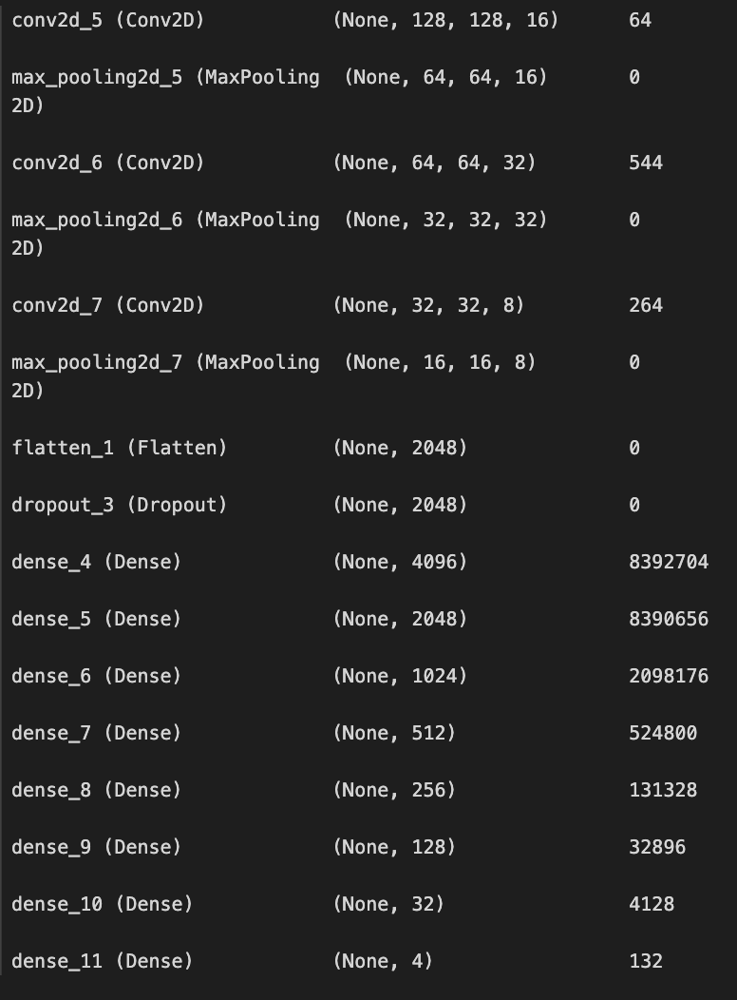 conv2d_5 (Conv2D) (None, 128, 128, 16) 64
max_pooling2d_5 (MaxPooling (None, 64, 64, 16) 0
2D)
conv2d_6 (Conv2D) (None, 64, 64, 32) 544
max_pooling2d_6 (MaxPooling (None, 32, 32, 32) 0
2D)
conv2d_7 (Conv2D) (None, 32, 32, 8) 264
max_pooling2d_7 (MaxPooling (None, 16, 16, 8) 0
2D)
flatten_1 (Flatten) (None, 2048) 0
dropout_3 (Dropout) (None, 2048) 0
dense_4 (Dense) (None, 4096) 8392704
dense_5 (Dense) (None, 2048) 8390656
dense_6 (Dense) (None, 1024) 2098176
dense_7 (Dense) (None, 512) 524800
dense_8 (Dense) (None, 256) 131328
dense_9 (Dense) (None, 128) 32896
dense_10 (Dense) (None, 32) 4128
dense_11 (Dense) (None, 4) 132